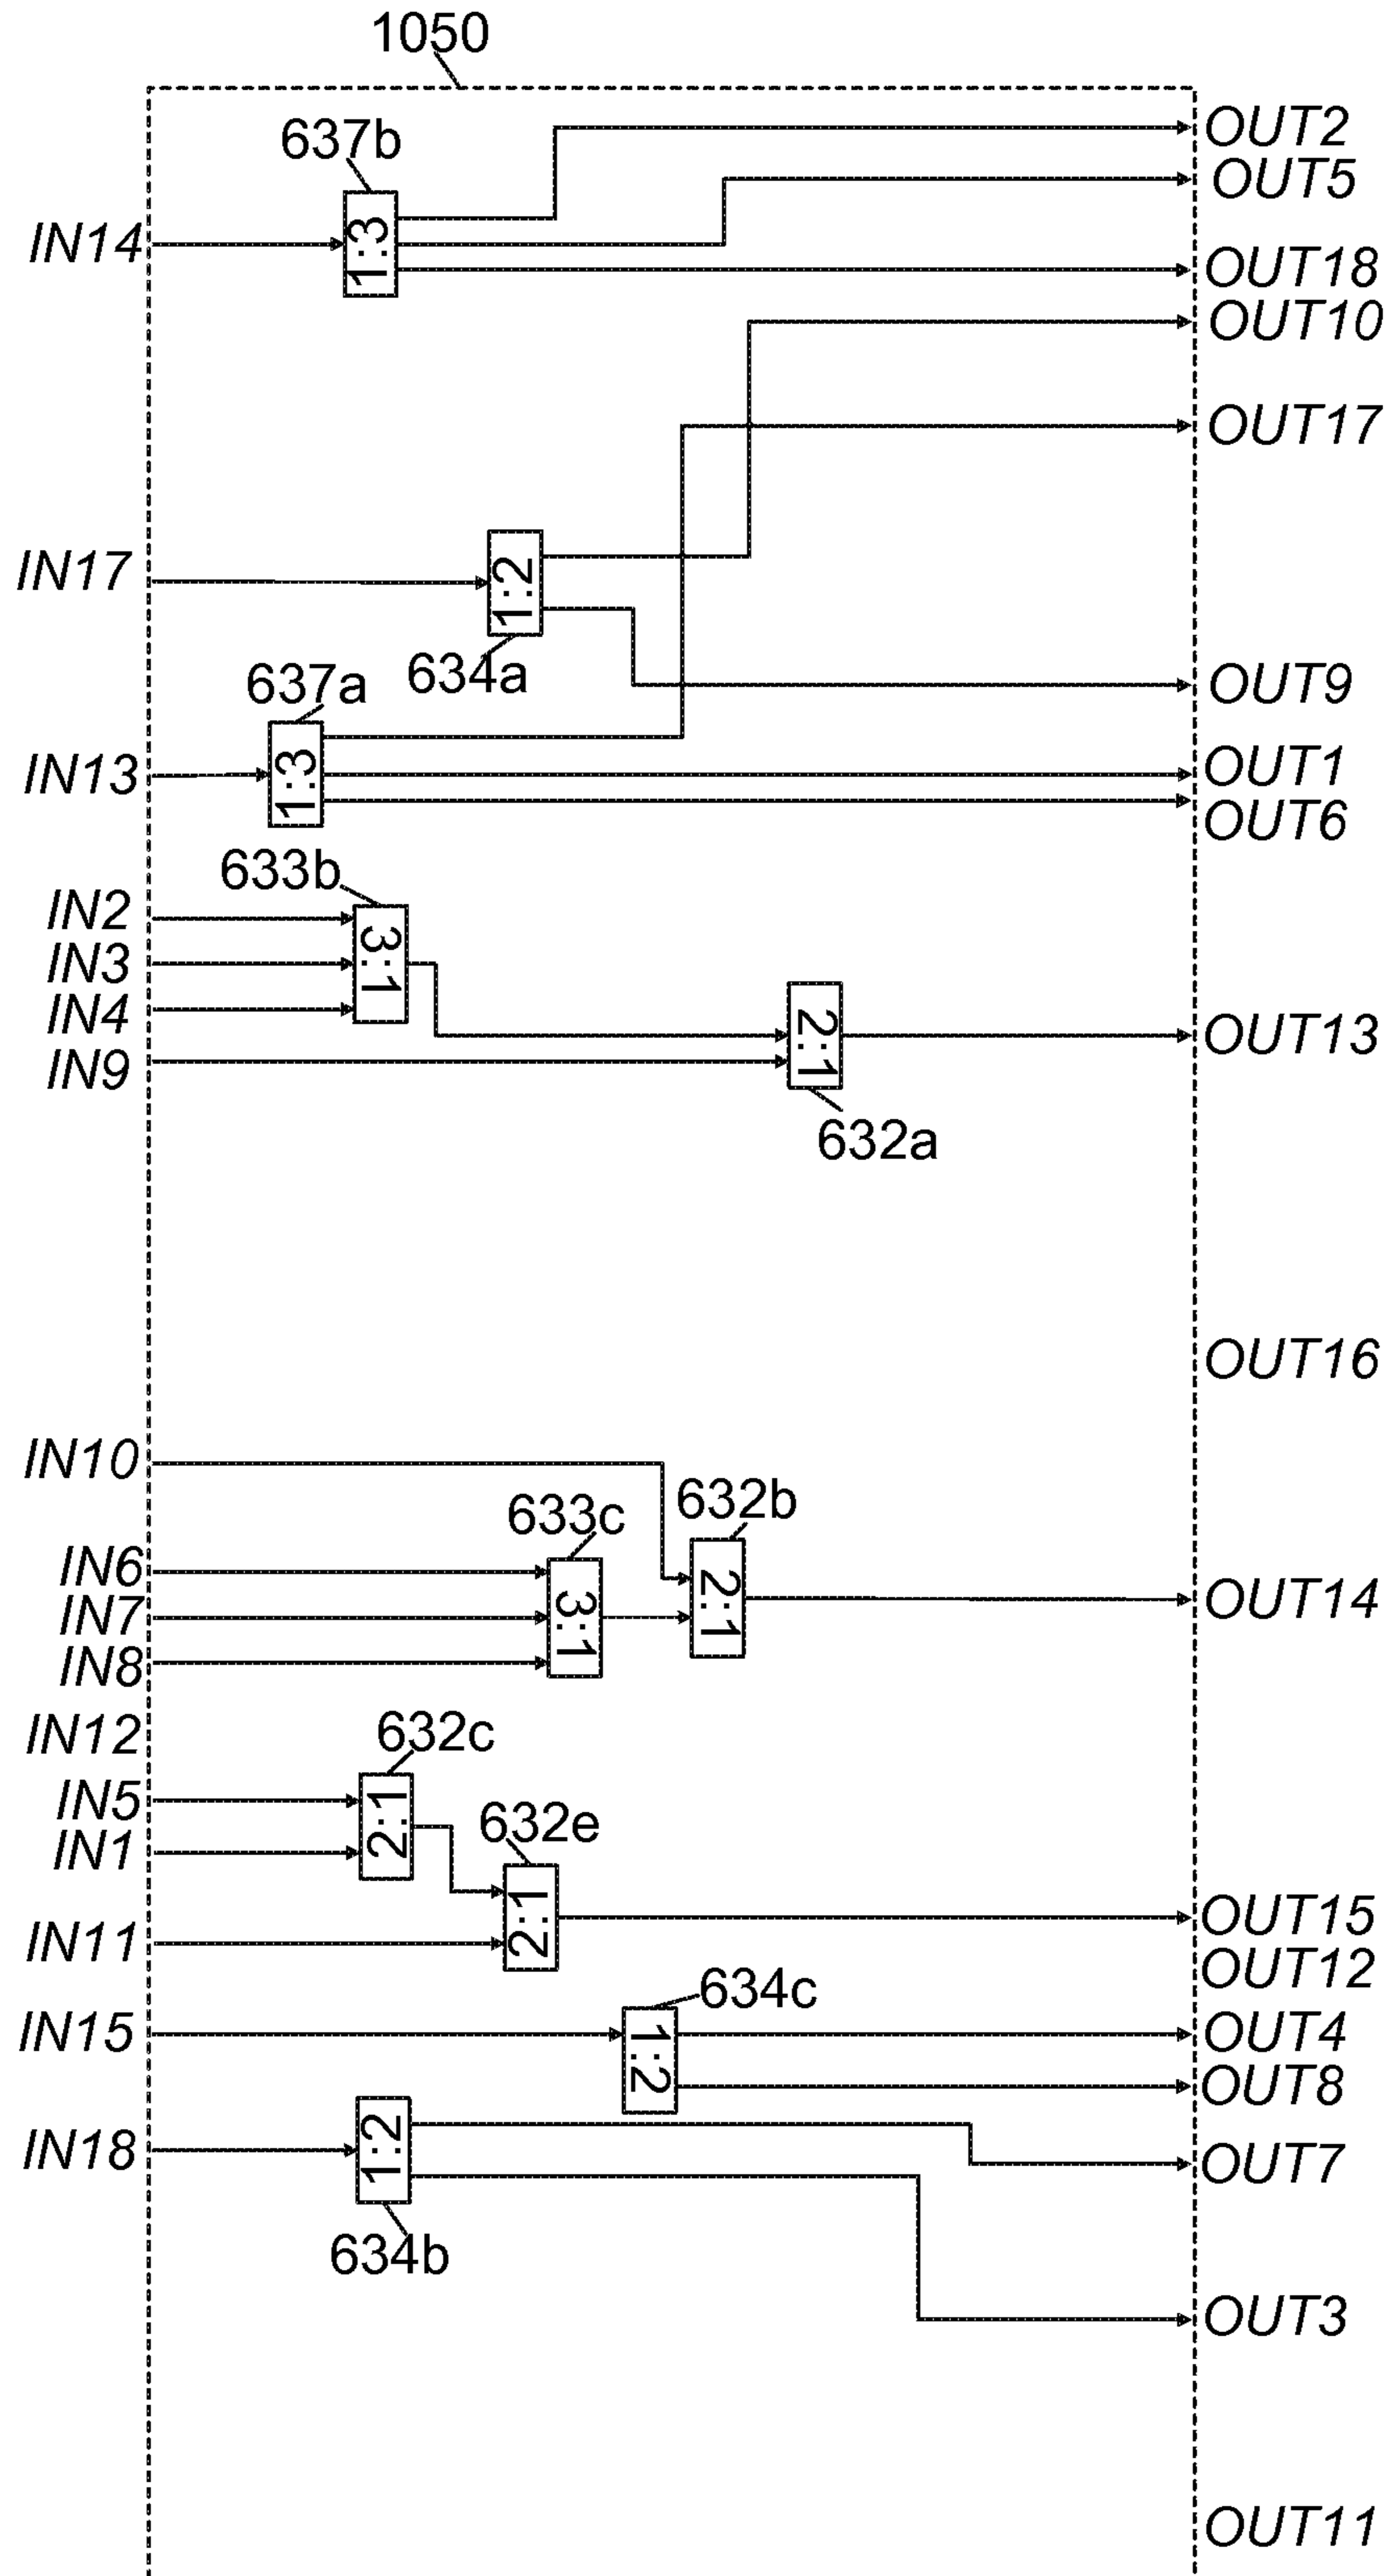 1050
OUT2
637b
OUT5
1:3
IN14
OUT18
OUT10
OUT17
IN17
1:2
634a
637a
OUT9
IN13
1:3
OUT1
OUT6
633b
IN2
3:1
IN3
IN4
2:1
OUT13
IN9
632a
OUT16
IN10
632b
633c
IN6
2:1
OUT14
IN7
3:1
IN8
IN12
632c
IN5
2:1
632e
IN1
2:1
OUT15
IN11
OUT12
634c
IN15
1:2
OUT4
OUT8
1:2
IN18
OUT7
634b
OUT3
OUT11